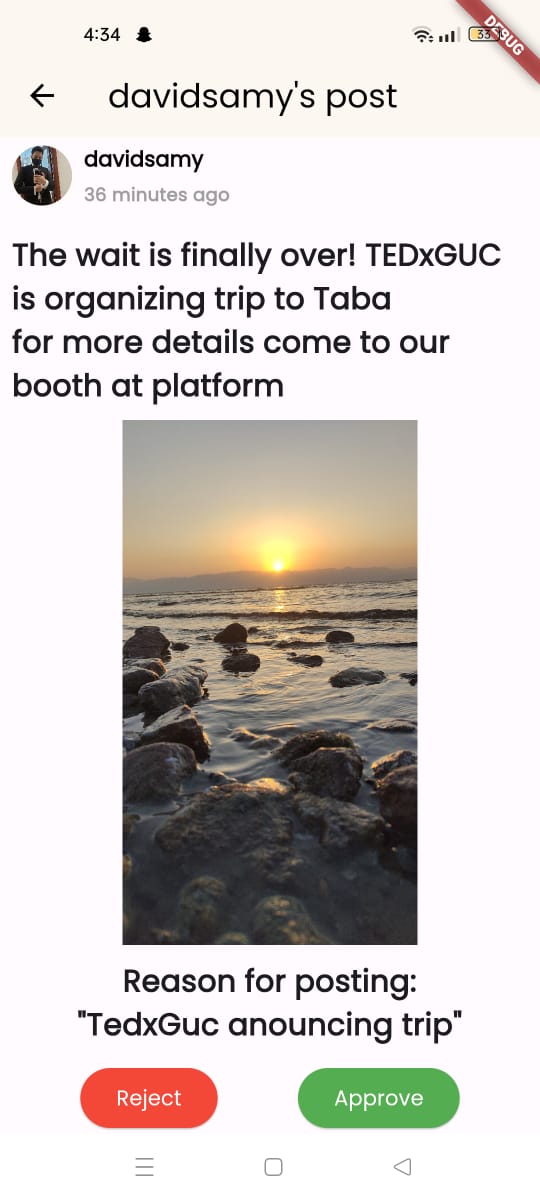 4:34
33
DEBUG
davidsamy's post
davidsamy
36 minutes ago
The wait is finally over! TEDxGUC
is organizing trip to Taba
for more details come to our
booth at platform
Reason for posting:
"TedxGuc anouncing trip"
Reject
Approve